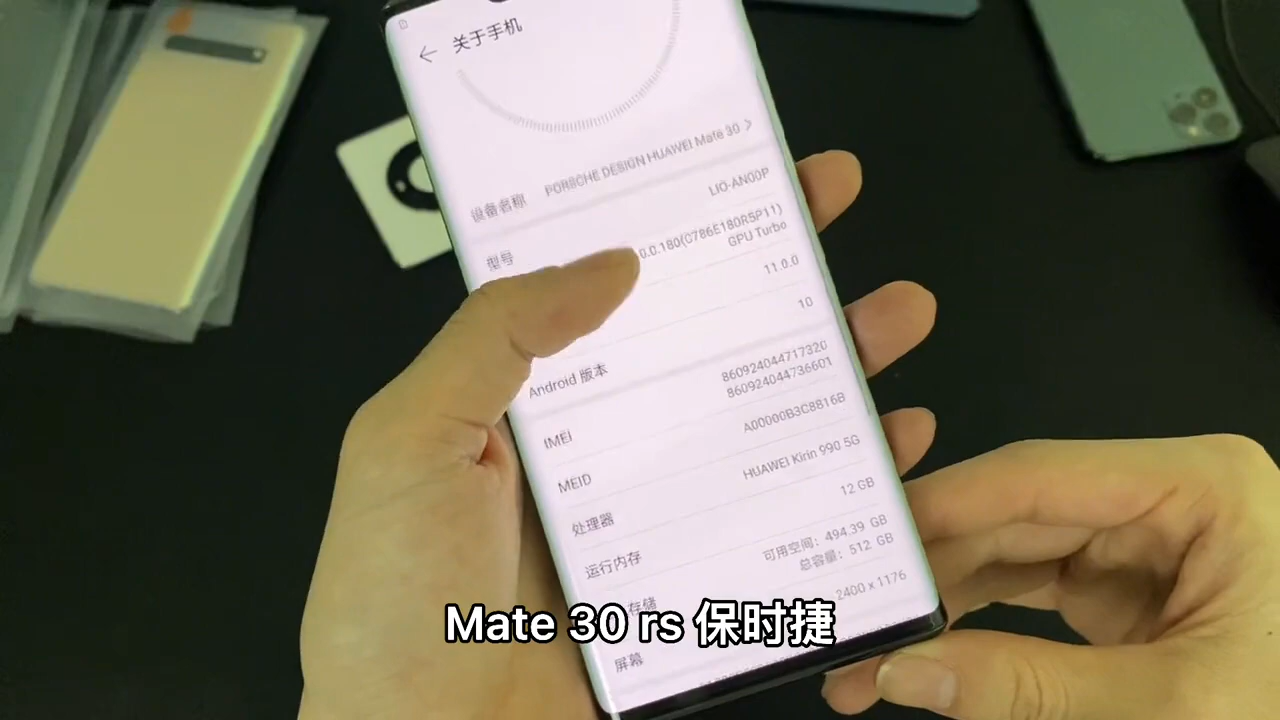 关于手机
设备名称 PORSCHE DESIGN HUAWEI Mate 30 >
型号 LIO-AN00P
0.0.180(C786E180R5P11)
GPU Turbo
11.0.0
Android 版本 10
IMEI 860924044717320
860924044736601
MEID A00000B3C8816B
处理器 HUAWEI Kirin 990 5G
运行内存 12 GB
存储 可用空间：494.39 GB
总容量：512 GB
屏幕 2400 x 1176
Mate 30 rs 保时捷